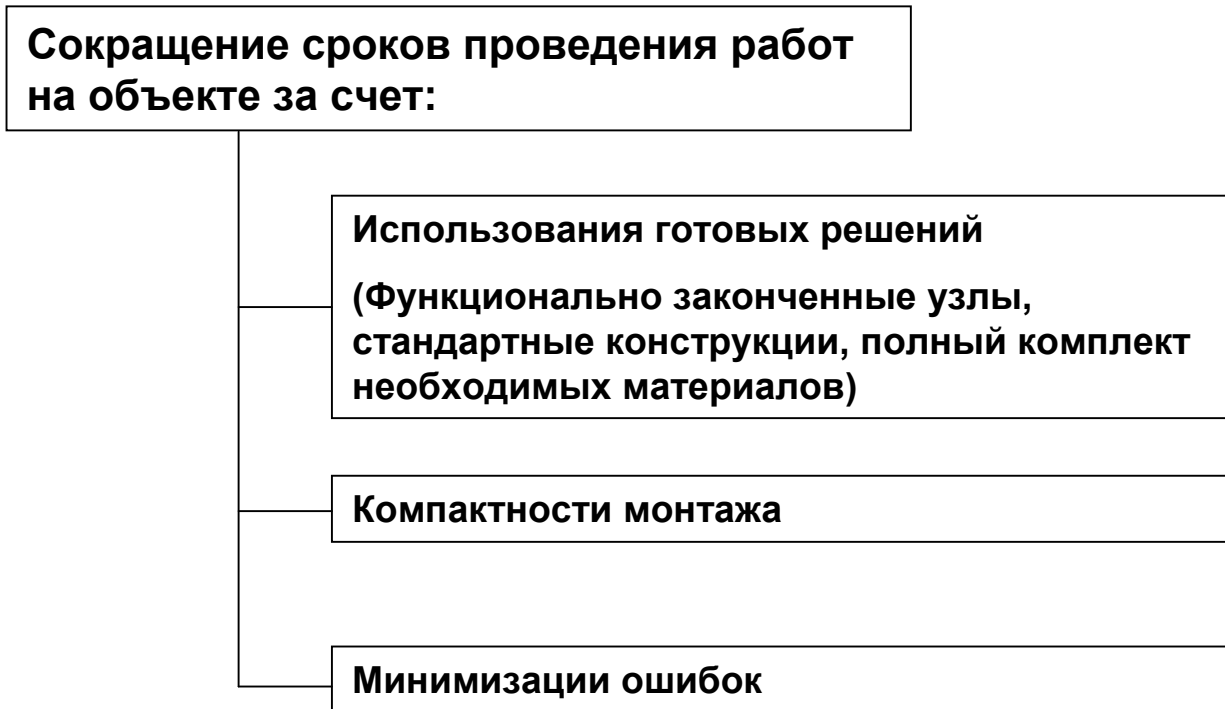 Сокращение сроков проведения работ
на объекте за счет:
Использования готовых решений
(Функционально законченные узлы,
стандартные конструкции, полный комплект
необходимых материалов)
Компактности монтажа
Минимизации ошибок